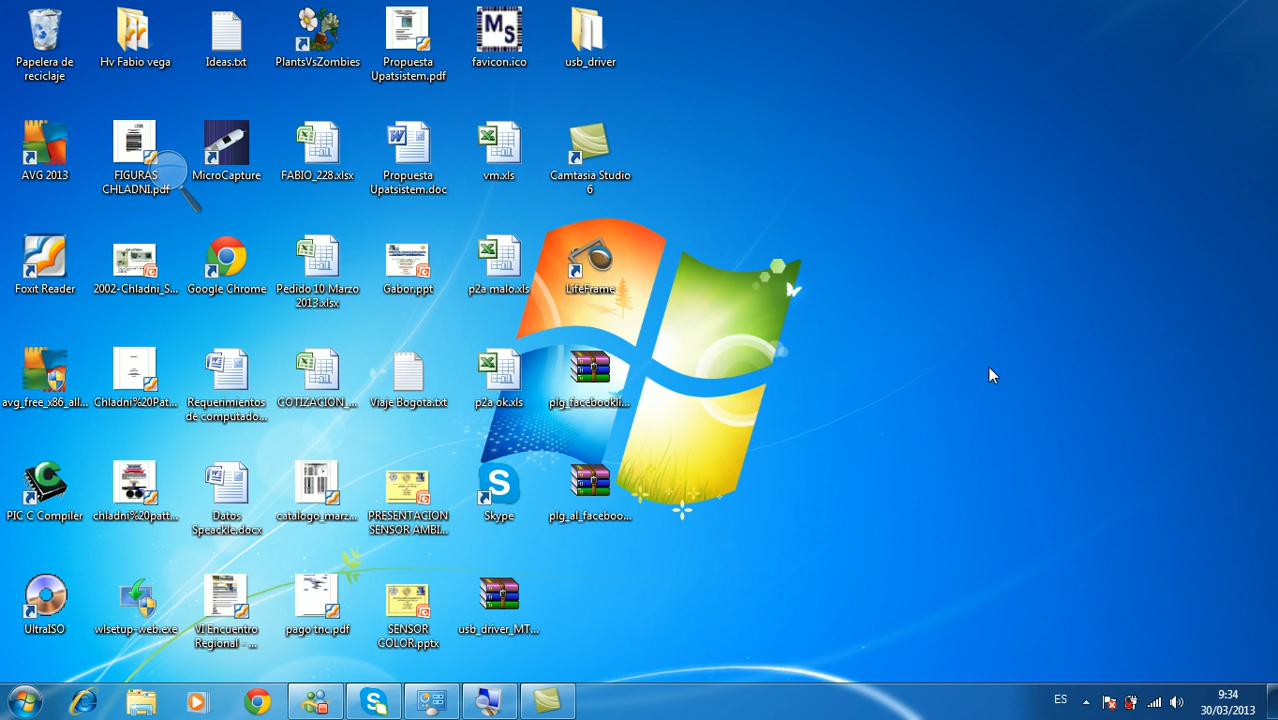 Papelera de
reciclaje
Hv Fabio vega
Ideas.txt
PlantsVsZombies
Propuesta
Upatsistem.pdf
MS
favicon.ico
usb_driver
AVG 2013
FIGURAS
CHLADNI.pdf
MicroCapture
FABIO_228.xlsx
Propuesta
Upatsistem.doc
vm.xls
Camtasia Studio
6
Foxit Reader
2002-Chladni_S...
Google Chrome
Pedido 10 Marzo
2013.xlsx
Gabor.ppt
p2a malo.xls
LifeFrame
avg_free_x86_all...
Chladni%20Pat...
Requerimientos
de computado...
COTIZACION_...
Viaje Bogota.txt
p2a ok.xls
plg_facebookli...
PIC C Compiler
chladni%20patt...
Datos
Speackle.docx
catalogo_marz...
PRESENTACION
SENSOR AMBI...
Skype
plg_al_faceboo...
UltraISO
wlsetup-web.exe
VI Encuentro
Regional - ...
pago tnc.pdf
SENSOR
COLOR.pptx
usb_driver_MT...
ES
9:34
30/03/2013